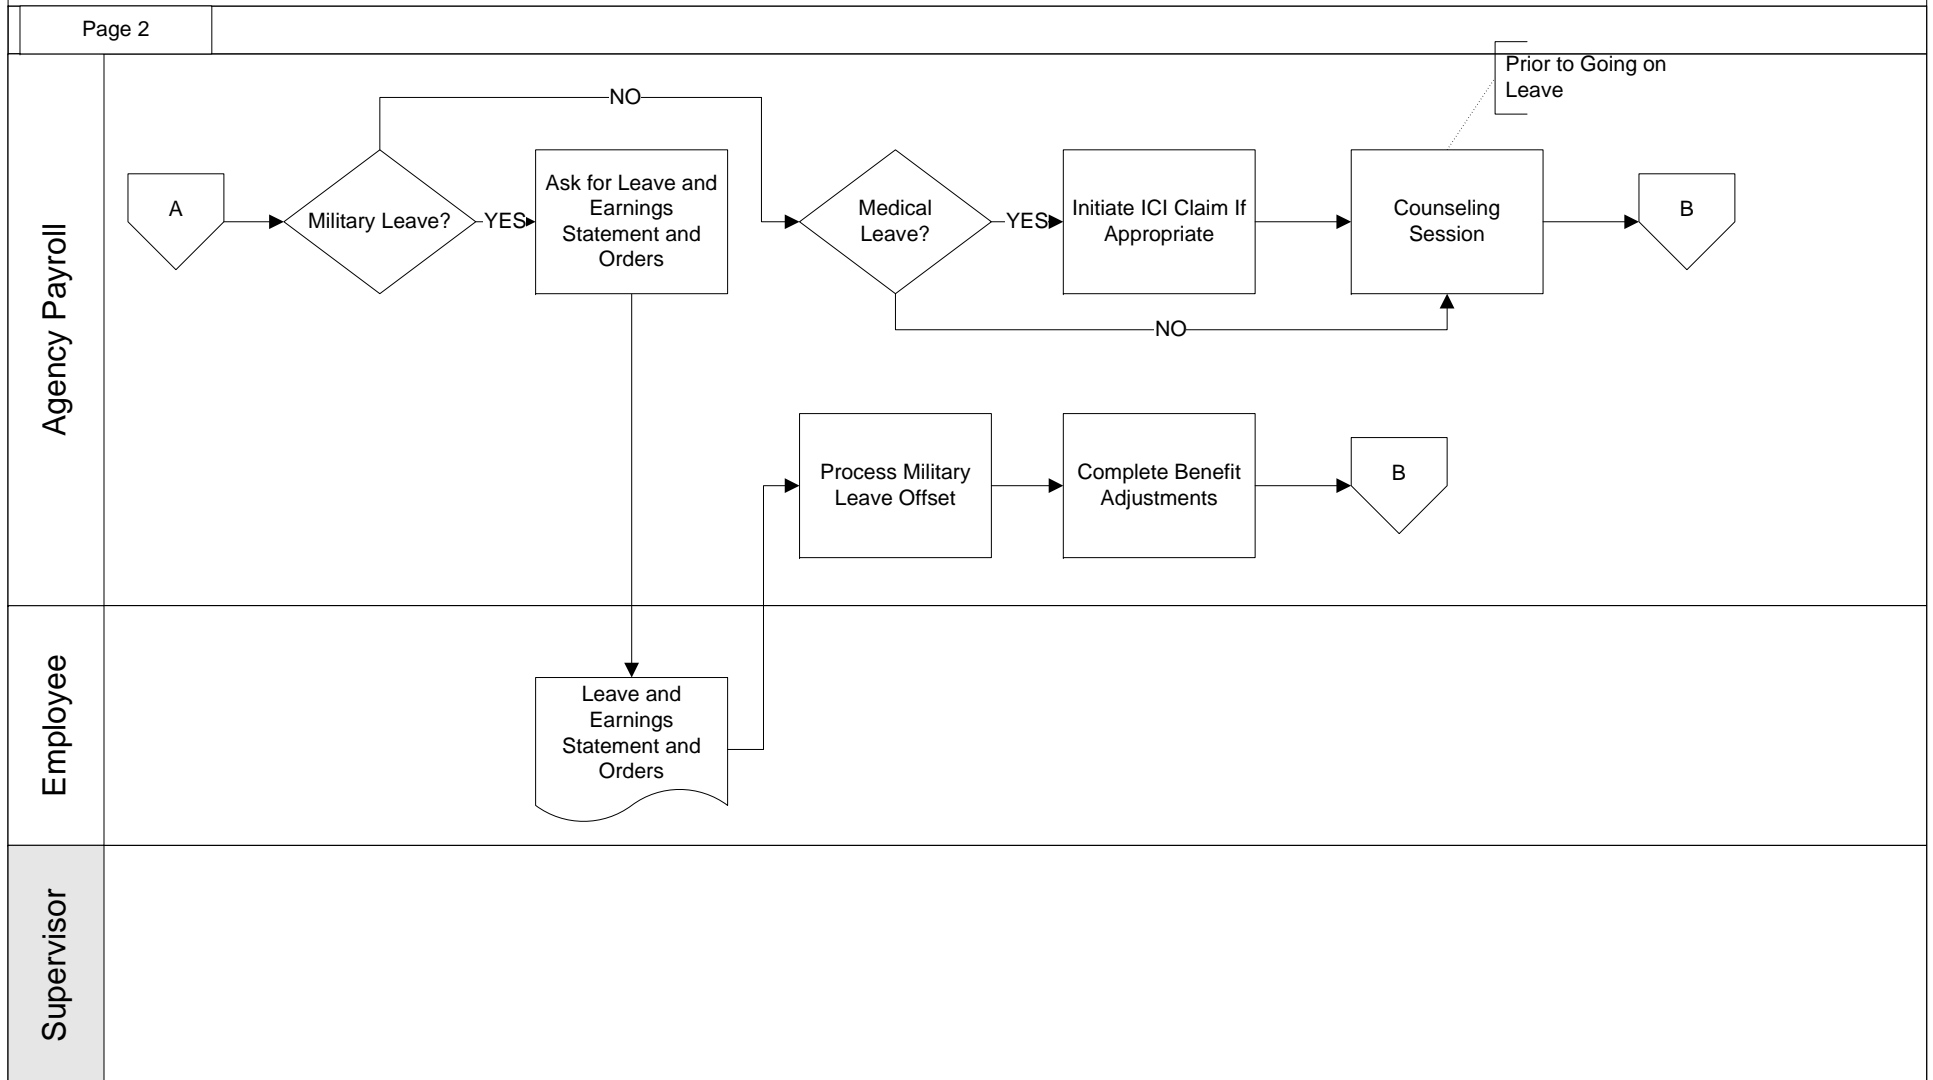 Page 2
Prior to Going on
Leave
NO
Agency Payroll
A
Military Leave?
YES
Ask for Leave and
Earnings
Statement and
Orders
Medical
Leave?
YES
Initiate ICI Claim If
Appropriate
Counseling
Session
B
NO
Process Military
Leave Offset
Complete Benefit
Adjustments
B
Employee
Leave and
Earnings
Statement and
Orders
Supervisor